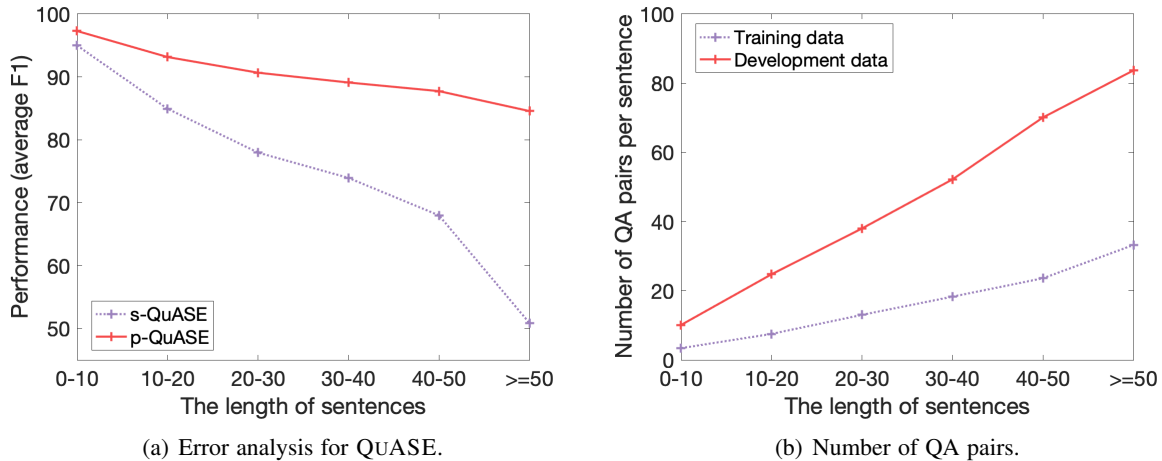 100
90
80
70
60
50
Performance (average F1)
s-QuASE
p-QuASE
0-10 10-20 20-30 30-40 40-50 >=50
The length of sentences
(a) Error analysis for QUASE.
100
80
60
40
20
0
Number of QA pairs per sentence
Training data
Development data
0-10 10-20 20-30 30-40 40-50 >=50
The length of sentences
(b) Number of QA pairs.